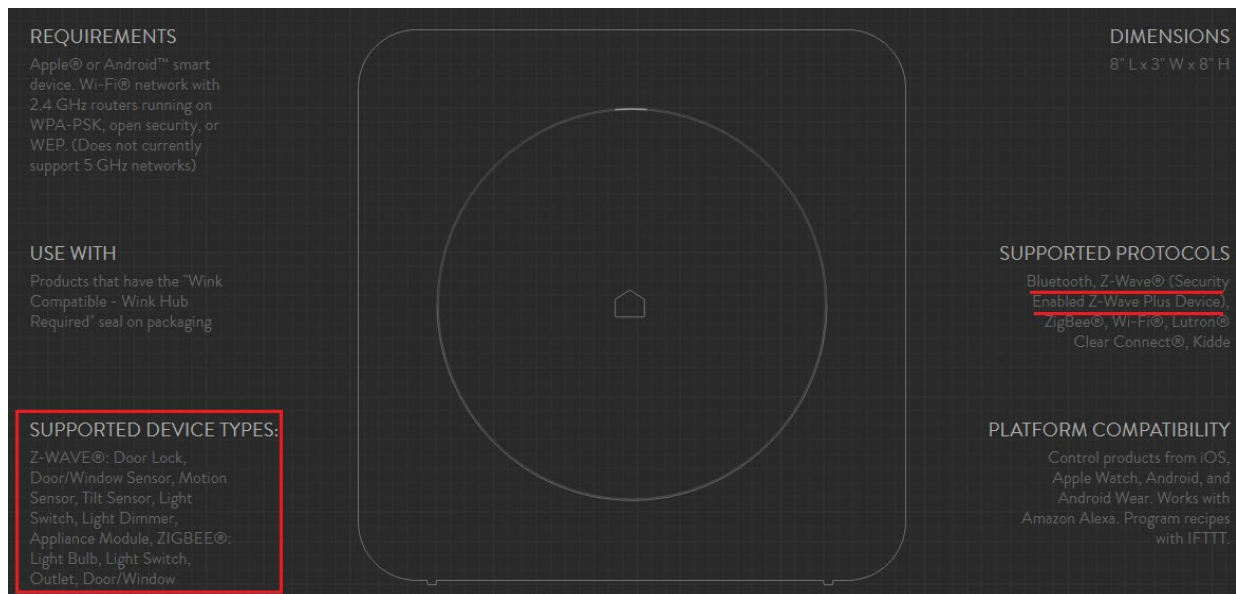 REQUIREMENTS
Apple® or Android™ smart
device. Wi-Fi® network with
2.4 GHz routers running on
WPA-PSK, open security, or
WEP. (Does not currently
support 5 GHz networks)
DIMENSIONS
8" L x 3" W x 8" H
USE WITH
Products that have the "Wink
Compatible - Wink Hub
Required" seal on packaging
SUPPORTED PROTOCOLS
Bluetooth, Z-Wave® (Security
Enabled Z-Wave Plus Device),
ZigBee®, Wi-Fi®, Lutron®
Clear Connect®, Kidde
SUPPORTED DEVICE TYPES:
Z-WAVE®: Door Lock,
Door/Window Sensor, Motion
Sensor, Tilt Sensor, Light
Switch, Light Dimmer,
Appliance Module, ZIGBEE®:
Light Bulb, Light Switch,
Outlet, Door/Window
PLATFORM COMPATIBILITY
Control products from iOS,
Apple Watch, Android, and
Android Wear. Works with
Amazon Alexa. Program recipes
with IFTTT.